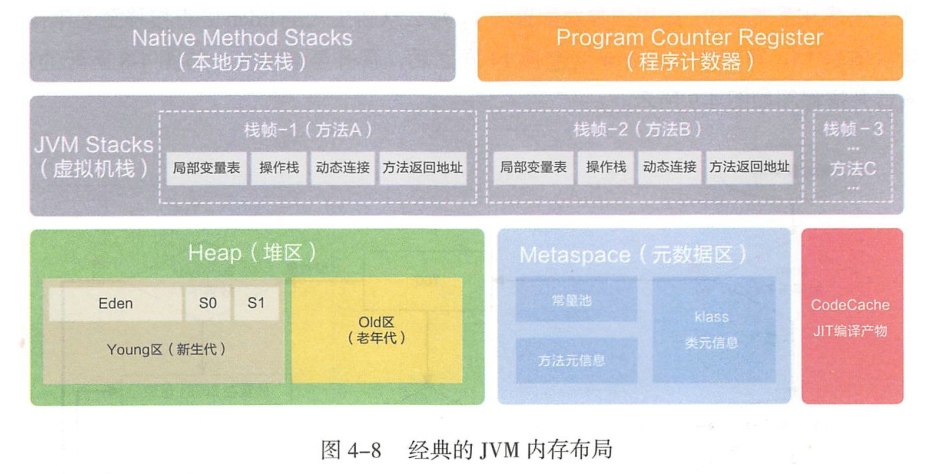 Native Method Stacks
（本地方法栈）
Program Counter Register
（程序计数器）
JVM Stacks
（虚拟机栈）
栈帧-1（方法A）
局部变量表
操作栈
动态连接
方法返回地址
栈帧-2（方法B）
局部变量表
操作栈
动态连接
方法返回地址
栈帧-3
...
方法C
...
Heap（堆区）
Eden
S0
S1
Young区（新生代）
Old区
（老年代）
Metaspace（元数据区）
常量池
方法元信息
klass
类元信息
CodeCache
JIT编译产物
图 4-8 经典的 JVM 内存布局